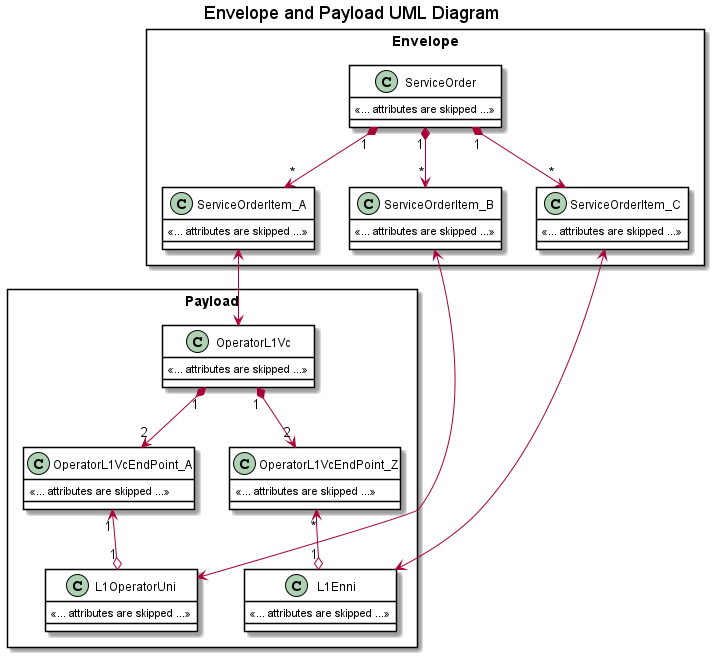 Envelope and Payload UML Diagram
Envelope
C ServiceOrder
«... attributes are skipped ...»
1 1 1
* * *
C ServiceOrderItem_A C ServiceOrderItem_B C ServiceOrderItem_C
«... attributes are skipped ...» «... attributes are skipped ...» «... attributes are skipped ...»
Payload
C OperatorL1Vc
«... attributes are skipped ...»
1 1
2 2
C OperatorL1VcEndPoint_A C OperatorL1VcEndPoint_Z
«... attributes are skipped ...» «... attributes are skipped ...»
1 *
1 1
C L1OperatorUni C L1Enni
«... attributes are skipped ...» «... attributes are skipped ...»